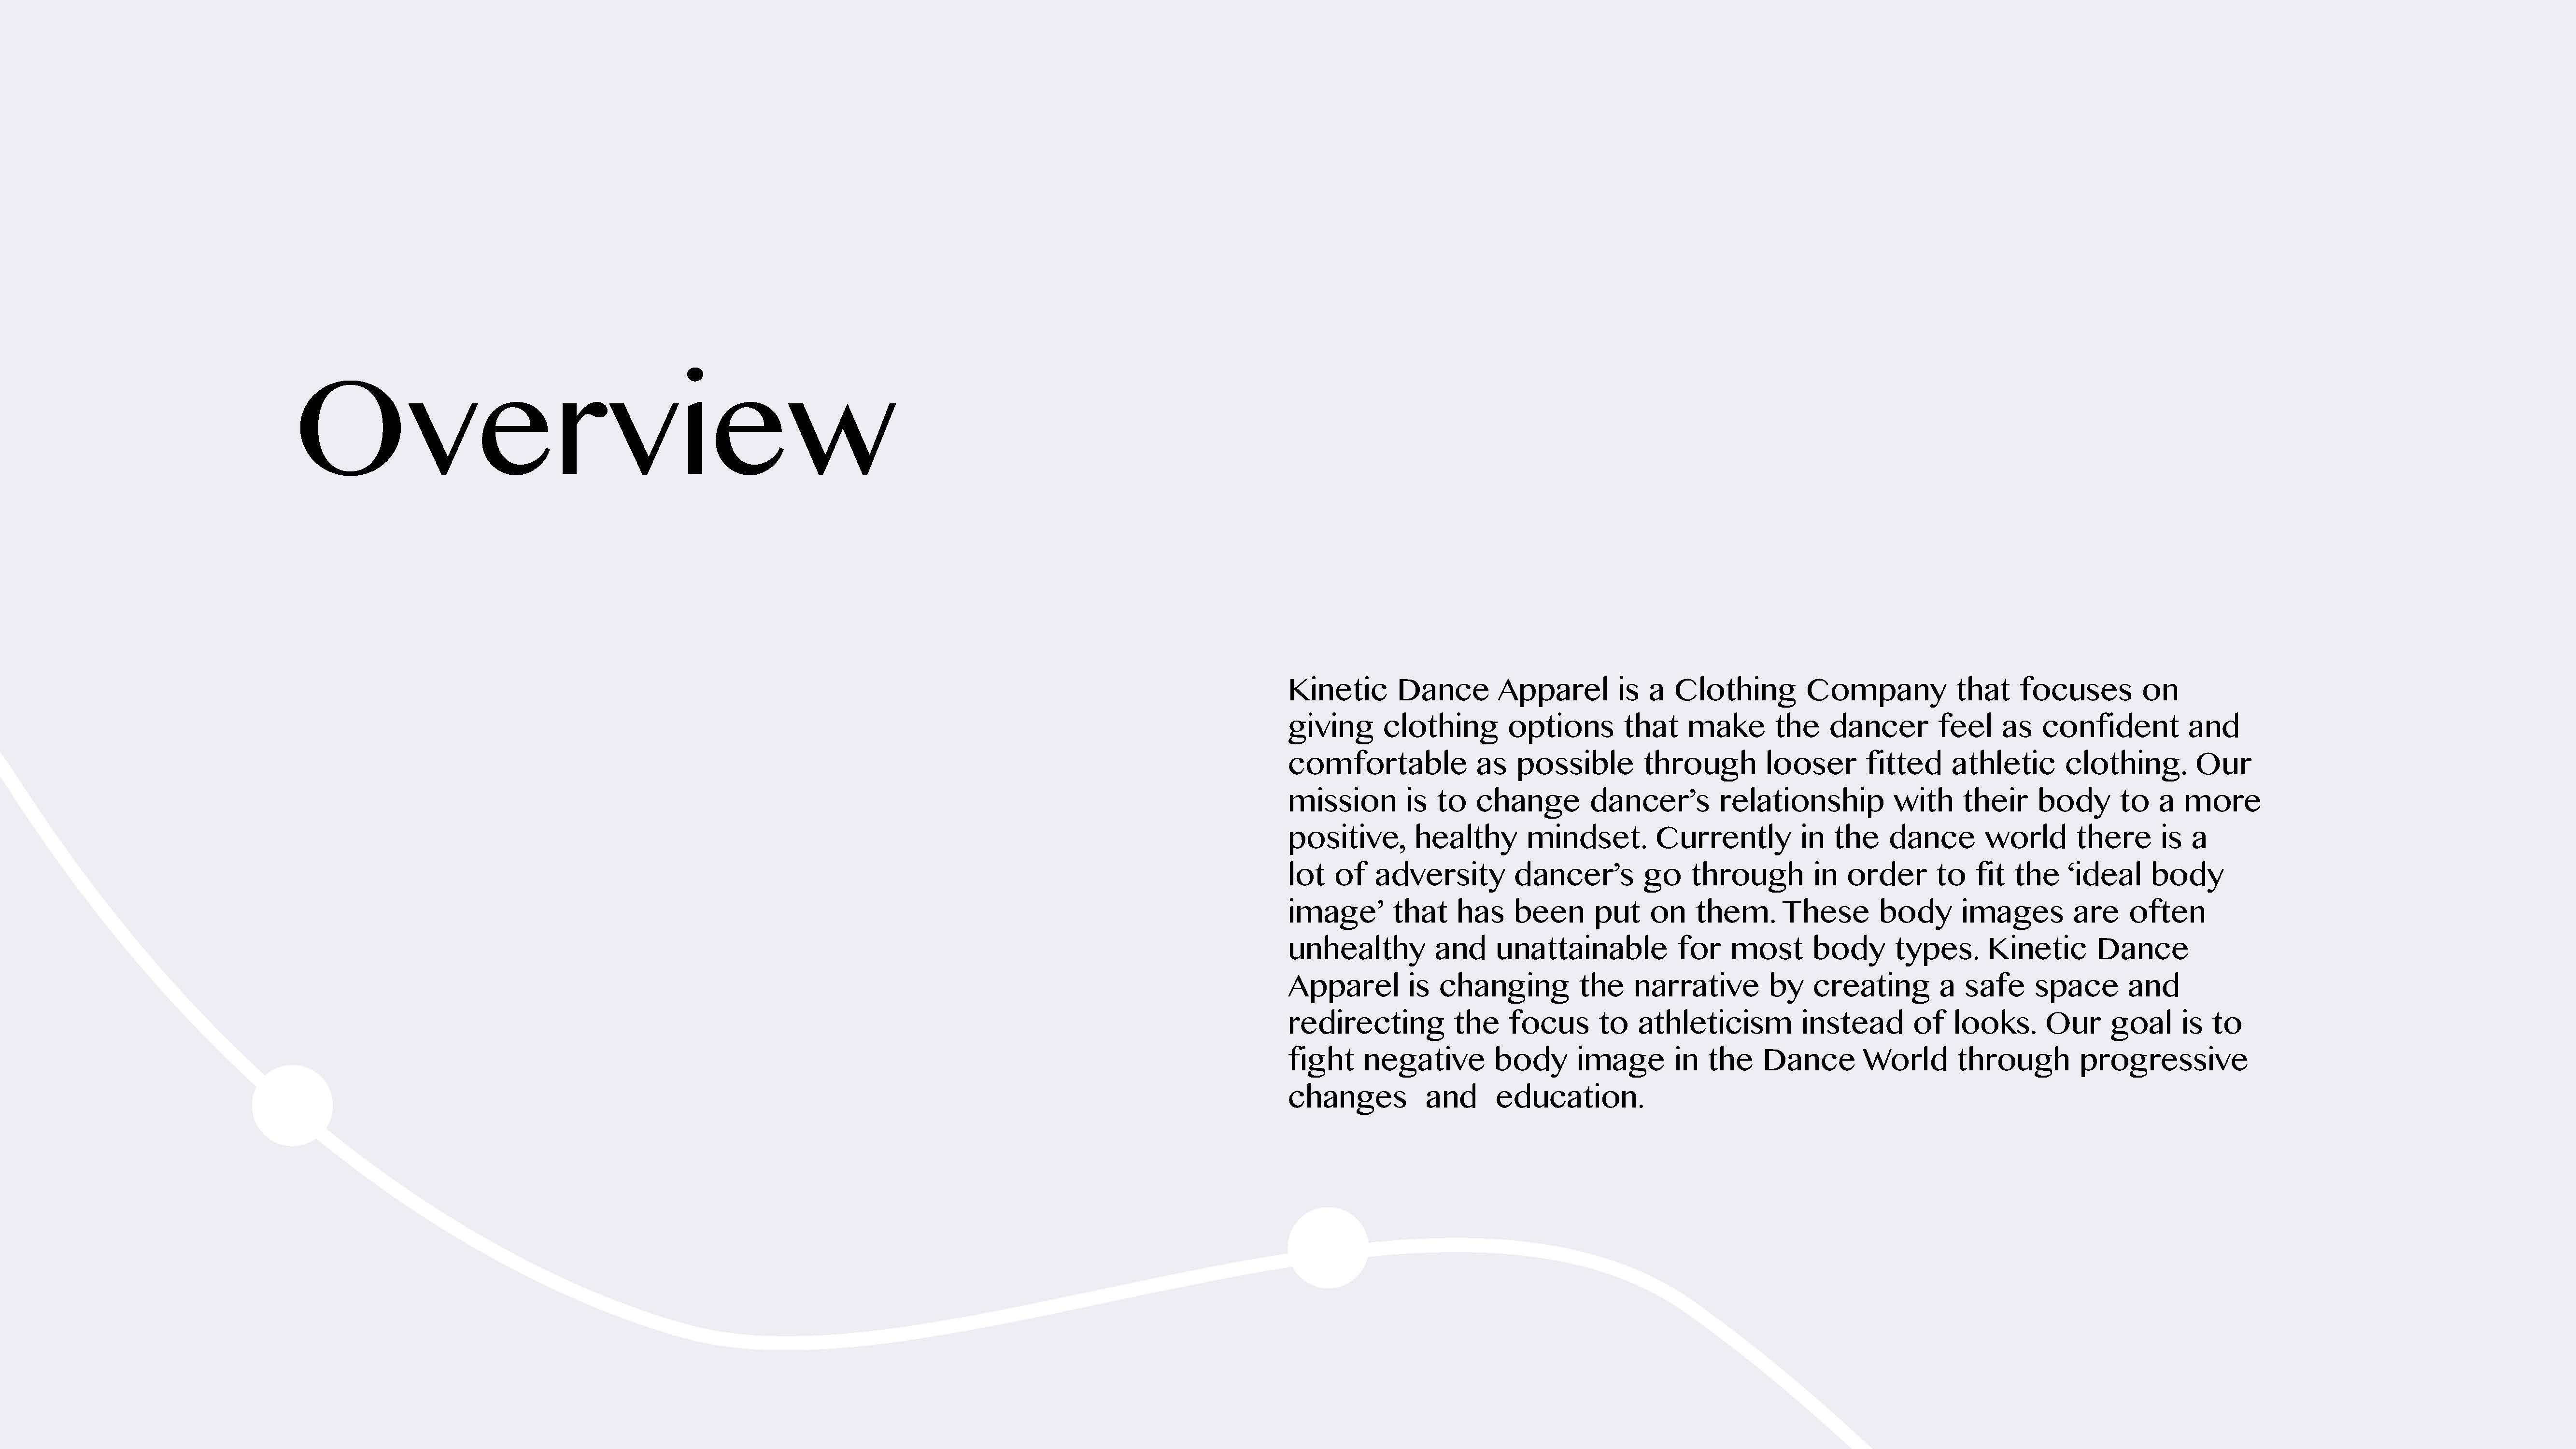 Overview
Kinetic Dance Apparel is a Clothing Company that focuses on
giving clothing options that make the dancer feel as confident and
comfortable as possible through looser fitted athletic clothing. Our
mission is to change dancer’s relationship with their body to a more
positive, healthy mindset. Currently in the dance world there is a
lot of adversity dancer’s go through in order to fit the ‘ideal body
image’ that has been put on them. These body images are often
unhealthy and unattainable for most body types. Kinetic Dance
Apparel is changing the narrative by creating a safe space and
redirecting the focus to athleticism instead of looks. Our goal is to
fight negative body image in the Dance World through progressive
changes and education.